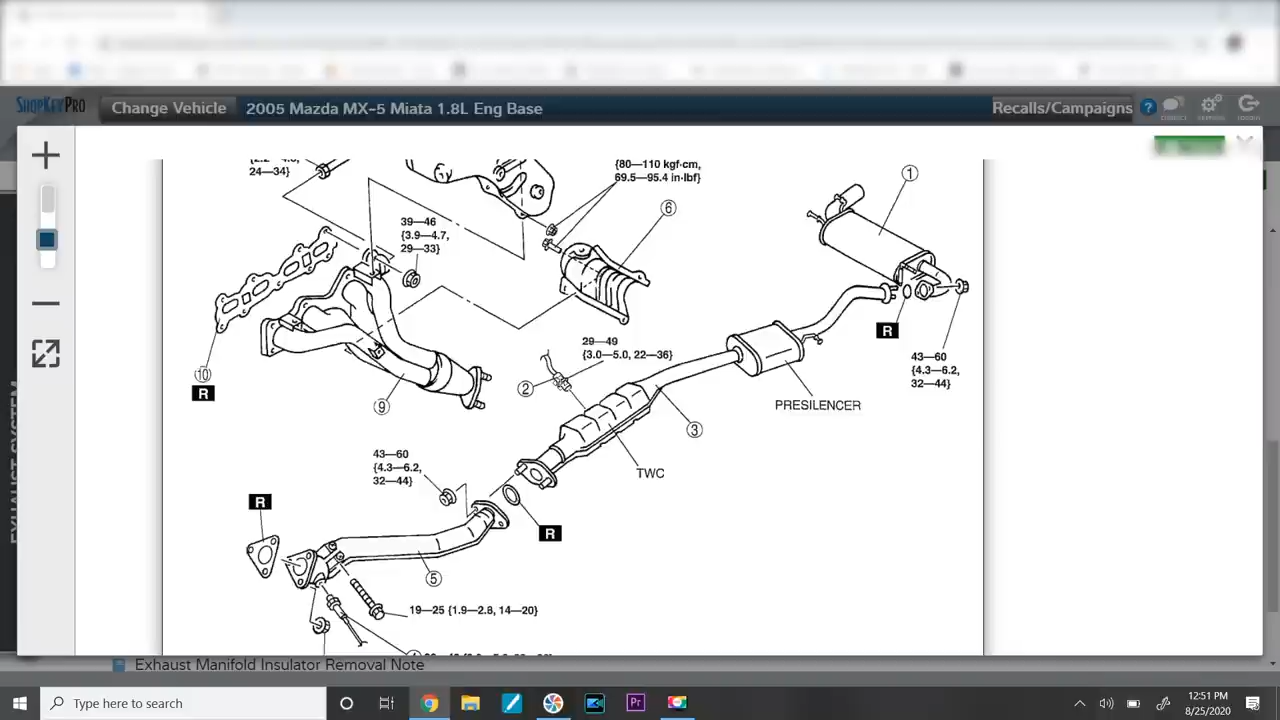 ShopKeyPro
Change Vehicle
2005 Mazda MX-5 Miata 1.8L Eng Base
Recalls/Campaigns
?
24—34}
{80—110 kgf·cm,
69.5—95.4 in·lbf}
1
6
39—46
{3.9—4.7,
29—33}
29—49
{3.0—5.0, 22—36}
2
R
43—60
{4.3—6.2,
32—44}
10
R
9
PRESILENCER
3
43—60
{4.3—6.2,
32—44}
TWC
R
R
5
19—25 {1.9—2.8, 14—20}
EXHAUST SYSTEM
Exhaust Manifold Insulator Removal Note
Type here to search
Pr
12:51 PM
8/25/2020